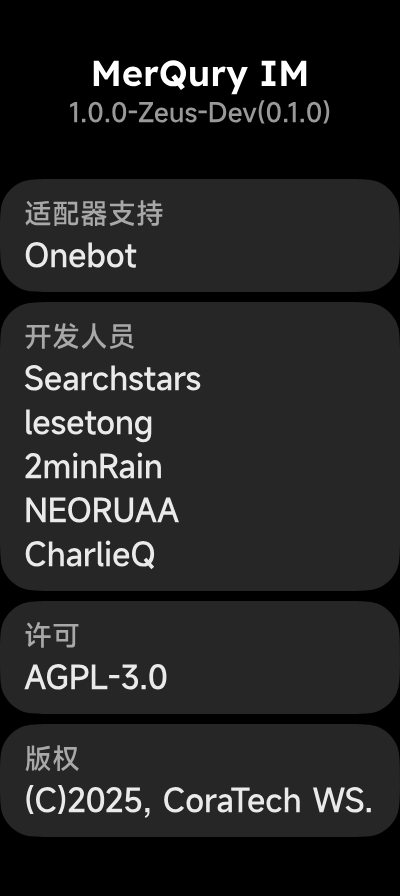 MerQury IM
1.0.0-Zeus-Dev(0.1.0)
适配器支持
Onebot
开发人员
Searchstars
lesetong
2minRain
NEORUAA
CharlieQ
许可
AGPL-3.0
版权
(C)2025, CoraTech WS.